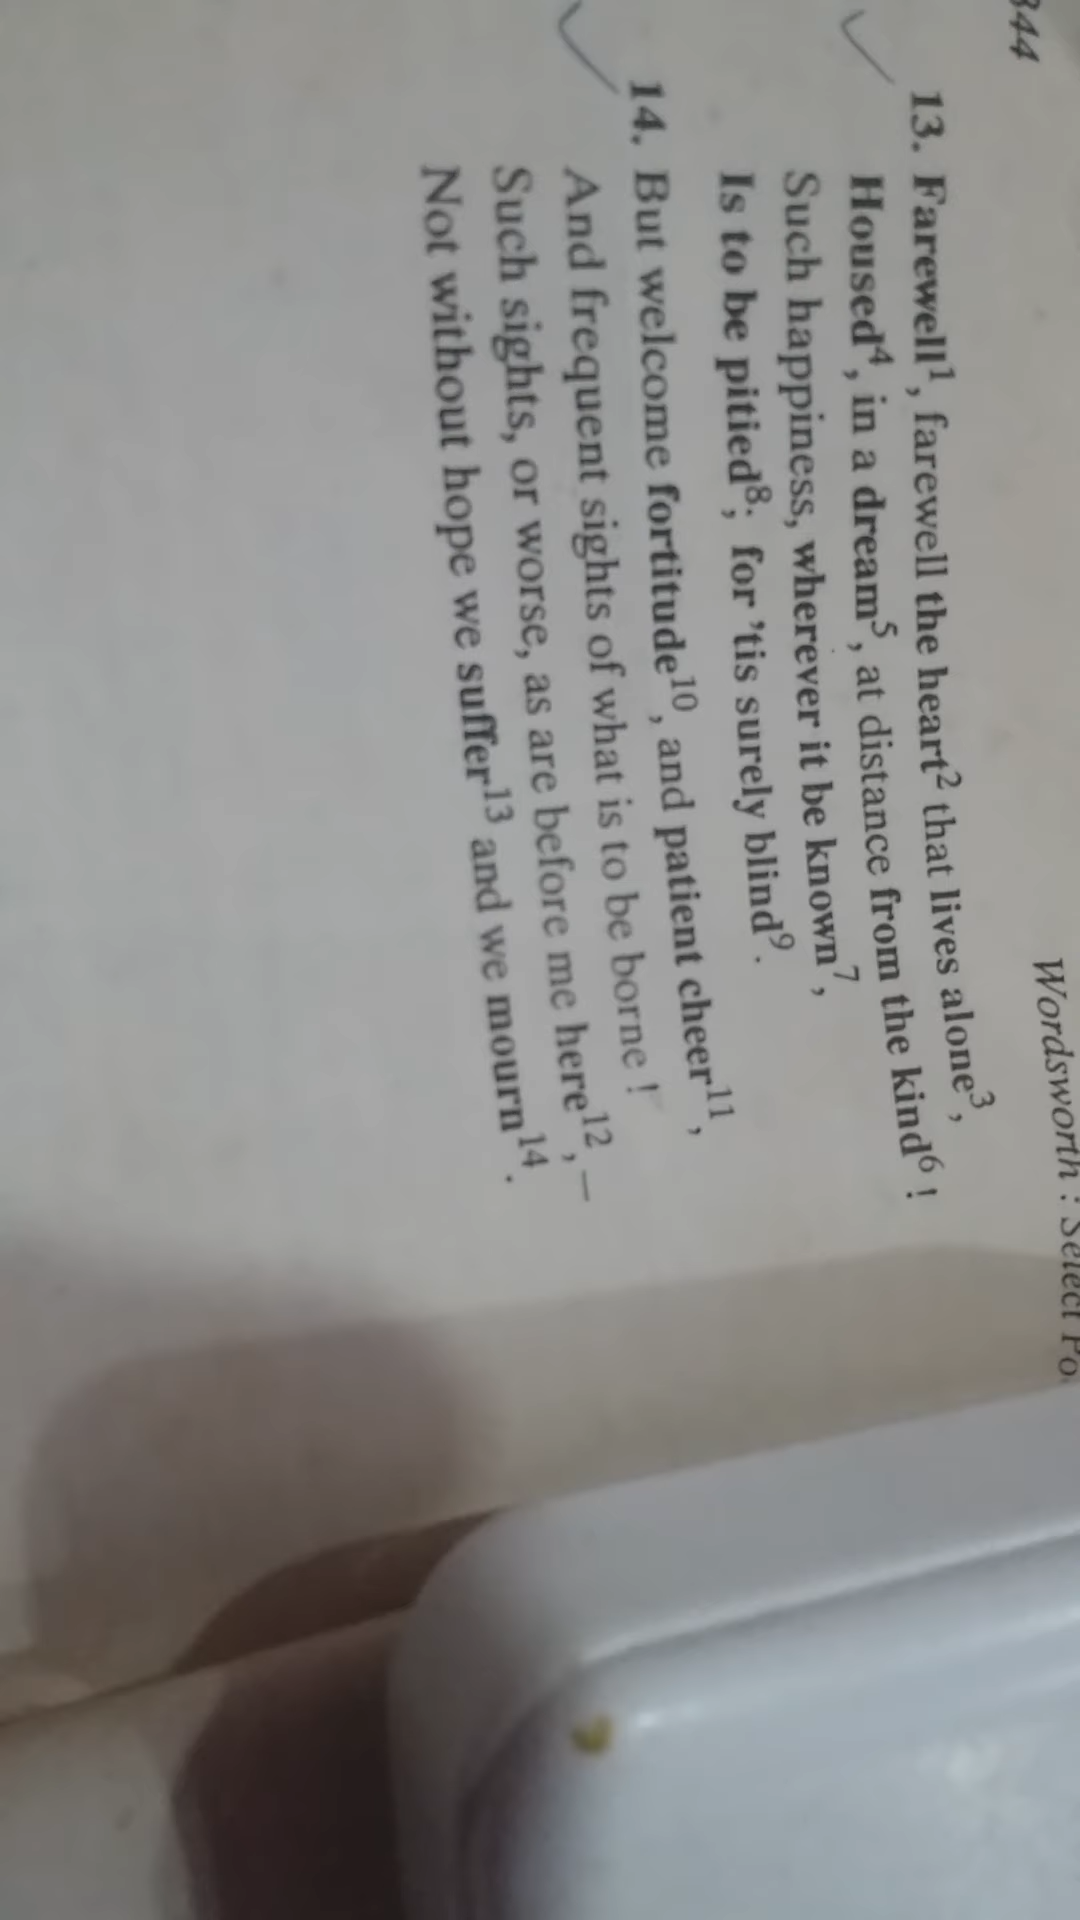 344
Wordsworth : Select Po
13. Farewell¹, farewell the heart² that lives alone³,
Housed⁴, in a dream⁵, at distance from the kind⁶ !
Such happiness, wherever it be known⁷,
Is to be pitied⁸; for ’tis surely blind⁹.
14. But welcome fortitude¹⁰, and patient cheer¹¹,
And frequent sights of what is to be borne !
Such sights, or worse, as are before me here¹²,—
Not without hope we suffer¹³ and we mourn¹⁴.